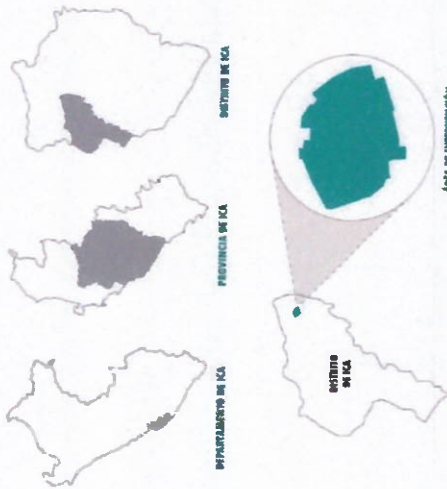 DEPARTAMENTO DE ICA
PROVINCIA DE ICA
DISTRITO DE ICA
DISTRITO
DE ICA